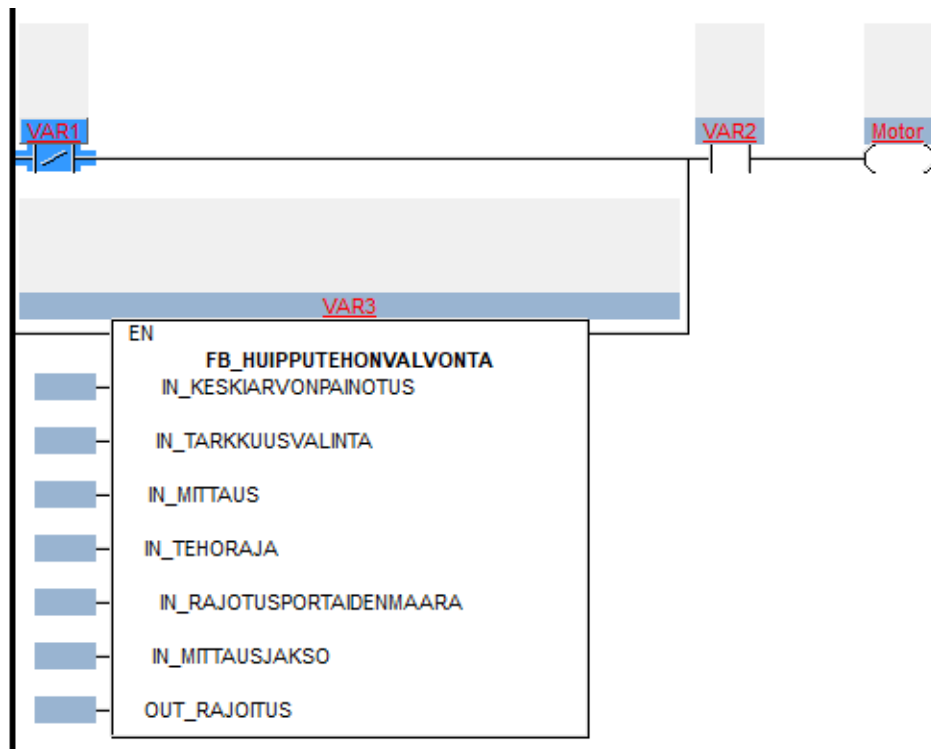 VAR1
VAR2
Motor
VAR3
EN
FB_HUIPPUTEHONVALVONTA
IN_KESKIARVONPAINOTUS
IN_TARKKUUSVALINTA
IN_MITTAUS
IN_TEHORAJA
IN_RAJOTUSPORTAIDENMAARA
IN_MITTAUSJAKSO
OUT_RAJOITUS